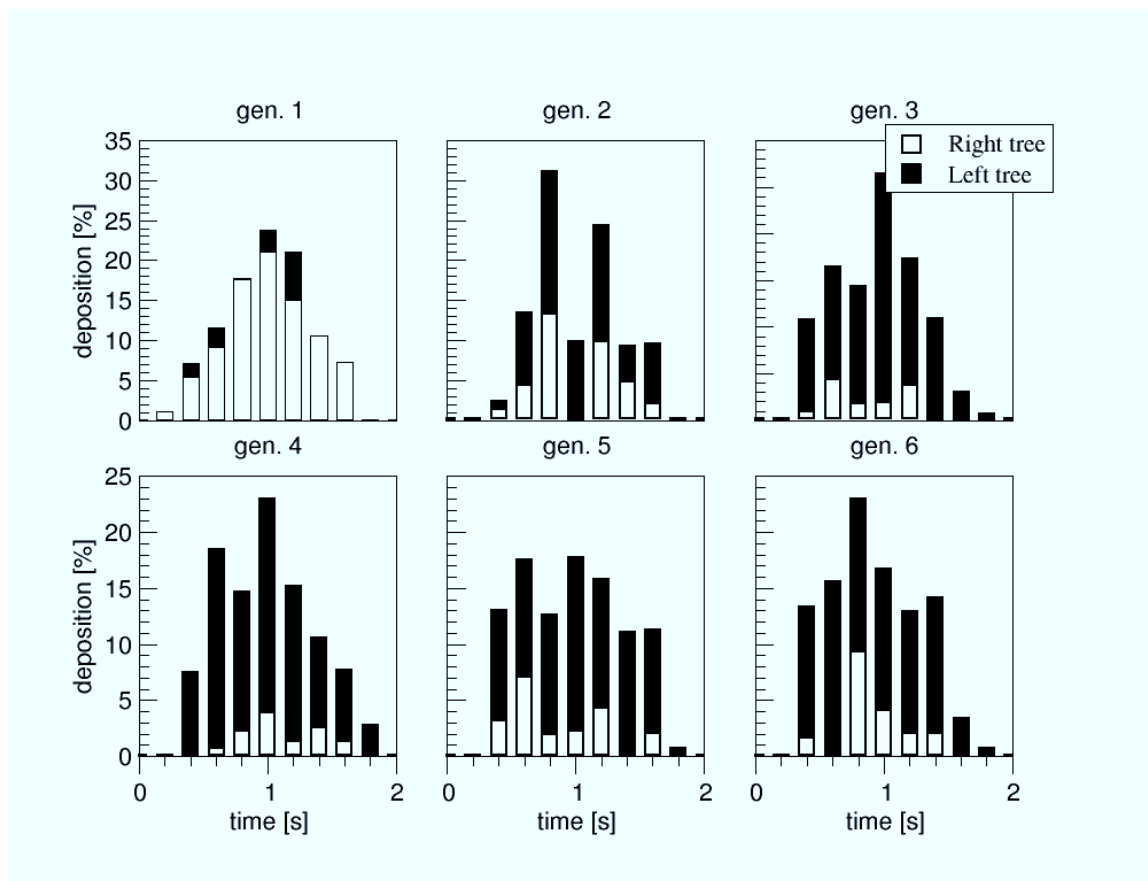 gen. 1
gen. 2
gen. 3
Right tree
Left tree
35
30
25
20
15
10
5
0
deposition [%]
gen. 4
gen. 5
gen. 6
25
20
15
10
5
0
deposition [%]
0 1 2
0 1 2
0 1 2
time [s]
time [s]
time [s]